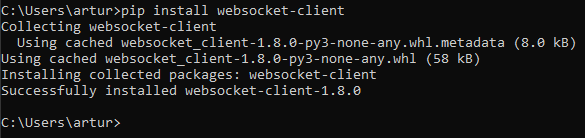 C:\Users\artur>pip install websocket-client
Collecting websocket-client
  Using cached websocket_client-1.8.0-py3-none-any.whl.metadata (8.0 kB)
Using cached websocket_client-1.8.0-py3-none-any.whl (58 kB)
Installing collected packages: websocket-client
Successfully installed websocket-client-1.8.0

C:\Users\artur>